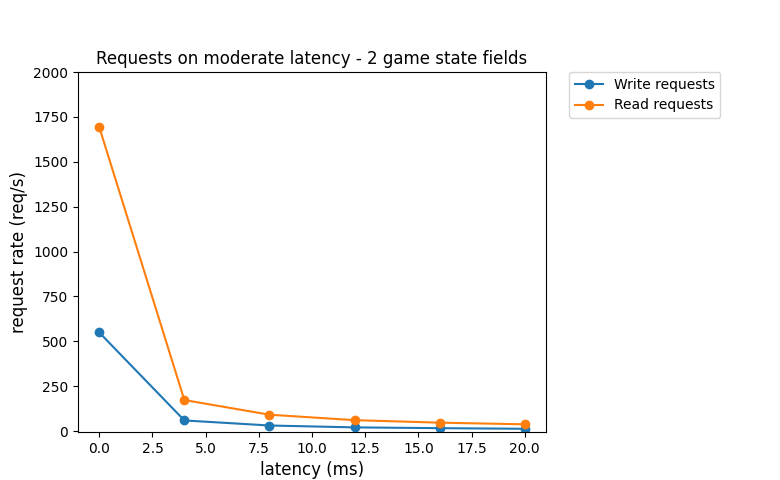 Requests on moderate latency - 2 game state fields
Write requests
Read requests
2000
1750
1500
1250
1000
750
500
250
0
request rate (req/s)
0.0 2.5 5.0 7.5 10.0 12.5 15.0 17.5 20.0
latency (ms)